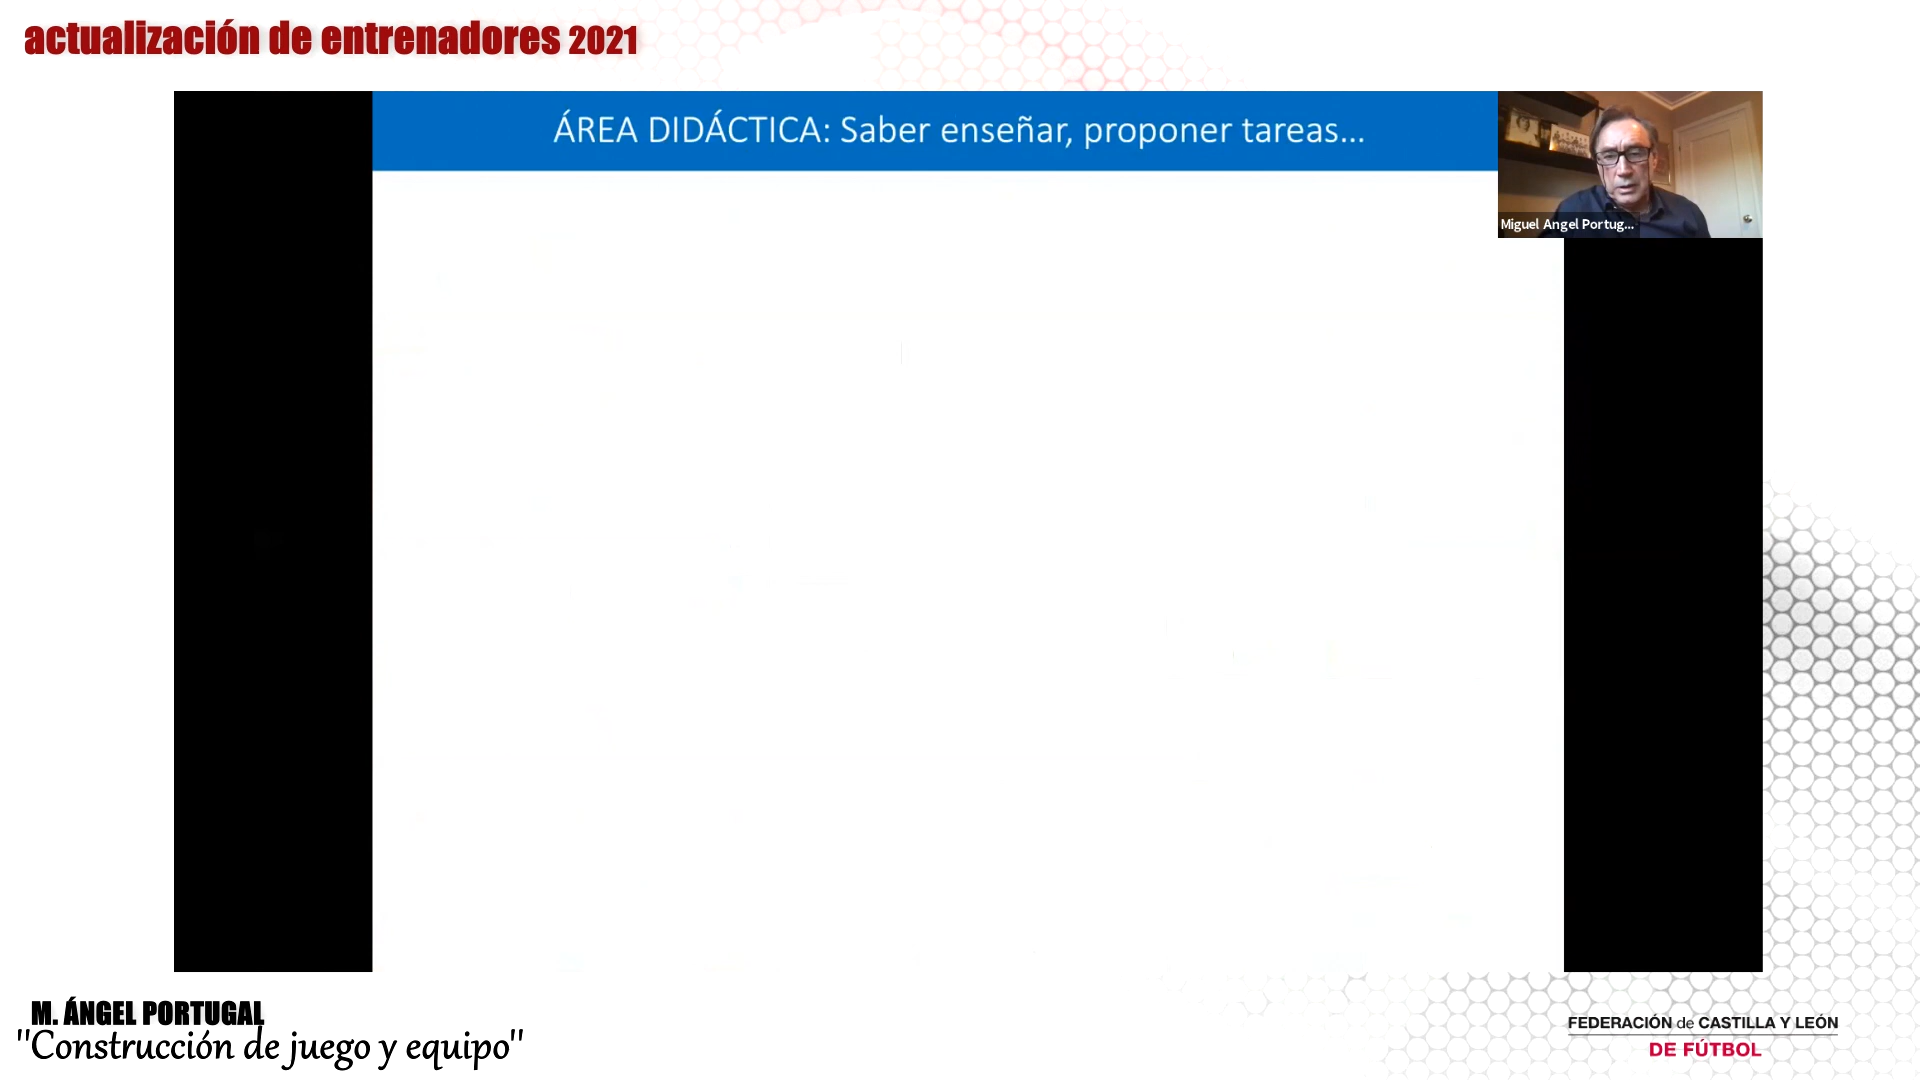 actualización de entrenadores 2021
ÁREA DIDÁCTICA: Saber enseñar, proponer tareas...
Miguel Angel Portug...
M. ÁNGEL PORTUGAL
"Construcción de juego y equipo"
FEDERACIÓN de CASTILLA Y LEÓN
DE FÚTBOL